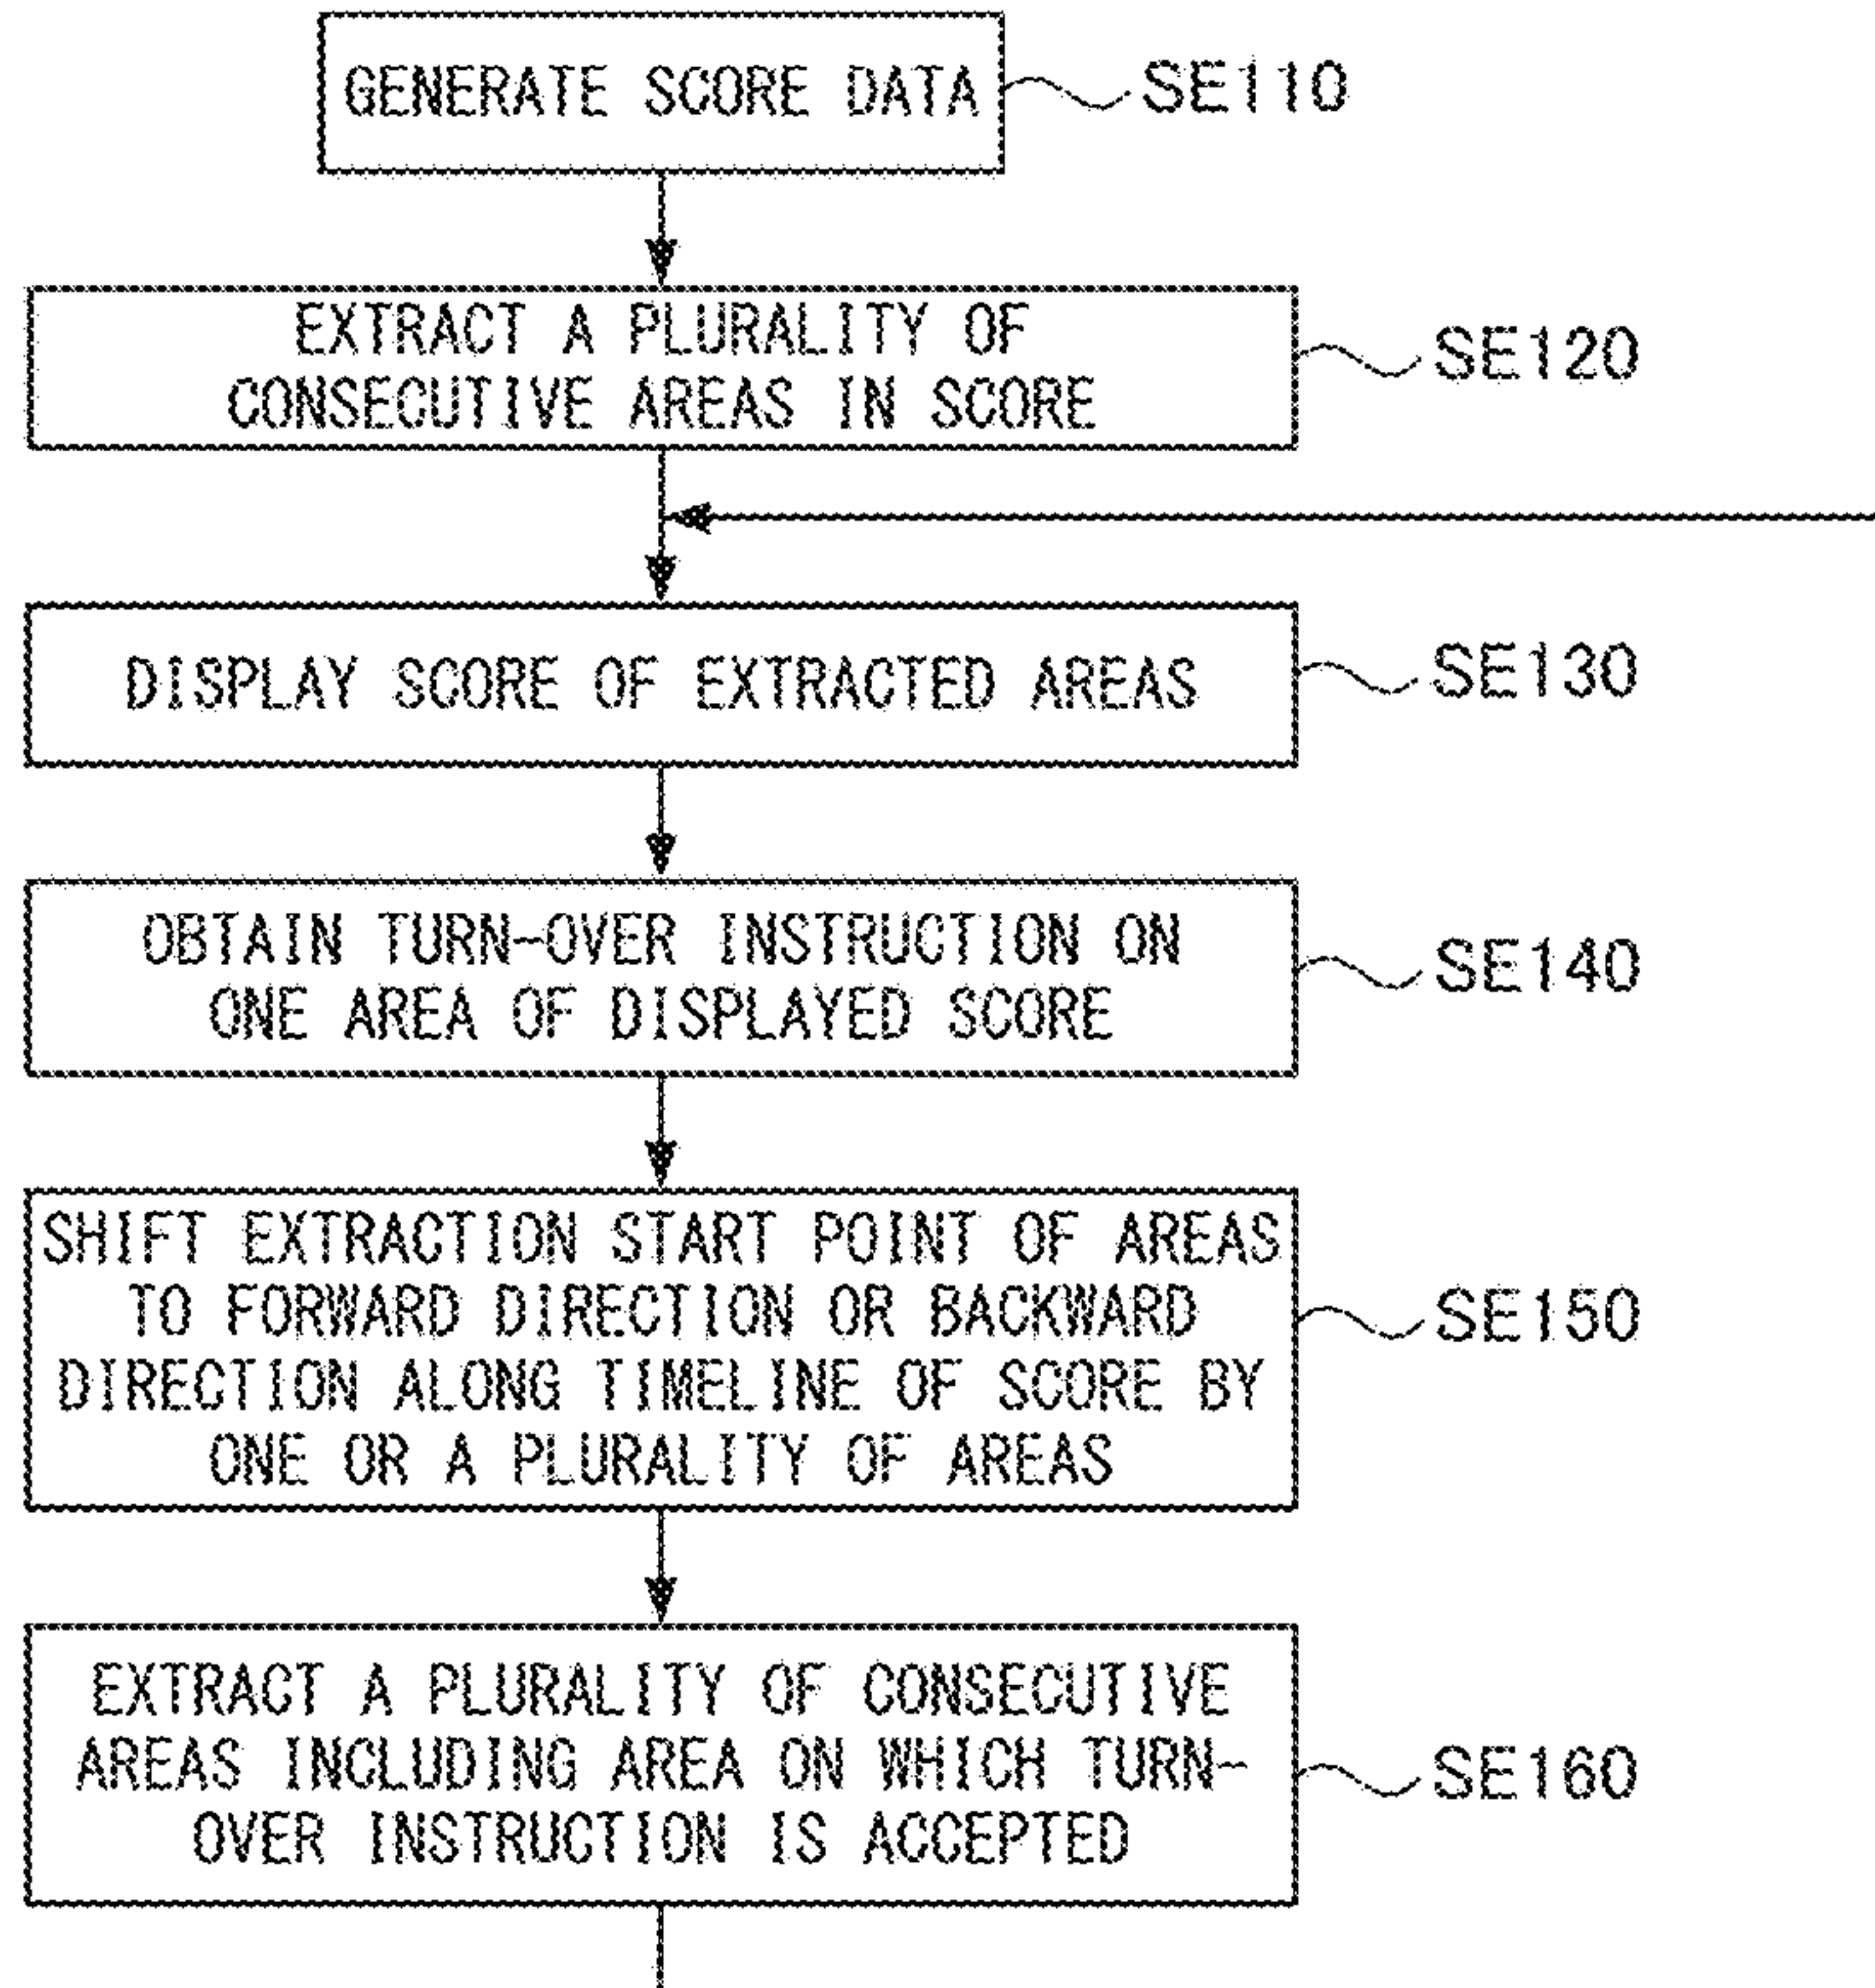 GENERATE SCORE DATA
SE110
EXTRACT A PLURALITY OF
CONSECUTIVE AREAS IN SCORE
SE120
DISPLAY SCORE OF EXTRACTED AREAS
SE130
OBTAIN TURN-OVER INSTRUCTION ON
ONE AREA OF DISPLAYED SCORE
SE140
SHIFT EXTRACTION START POINT OF AREAS
TO FORWARD DIRECTION OR BACKWARD
DIRECTION ALONG TIMELINE OF SCORE BY
ONE OR A PLURALITY OF AREAS
SE150
EXTRACT A PLURALITY OF CONSECUTIVE
AREAS INCLUDING AREA ON WHICH TURN-
OVER INSTRUCTION IS ACCEPTED
SE160